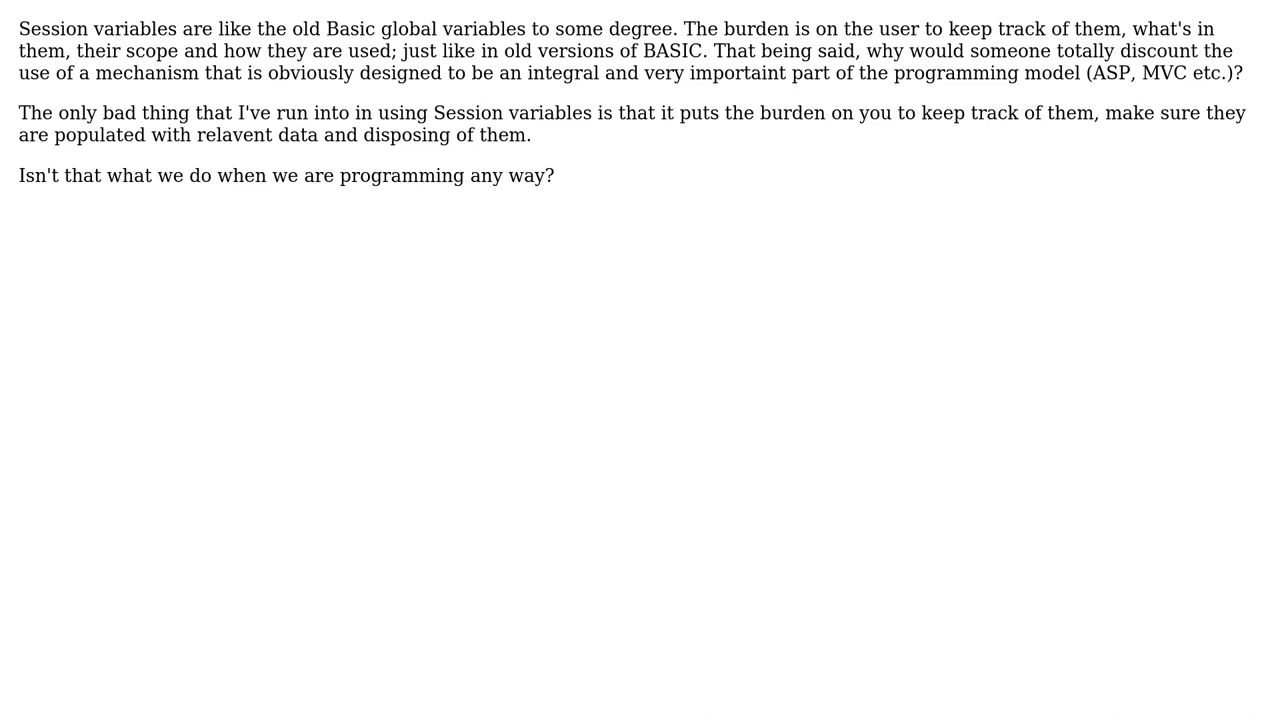 Session variables are like the old Basic global variables to some degree. The burden is on the user to keep track of them, what's in
them, their scope and how they are used; just like in old versions of BASIC. That being said, why would someone totally discount the
use of a mechanism that is obviously designed to be an integral and very importaint part of the programming model (ASP, MVC etc.)?
The only bad thing that I've run into in using Session variables is that it puts the burden on you to keep track of them, make sure they
are populated with relavent data and disposing of them.
Isn't that what we do when we are programming any way?